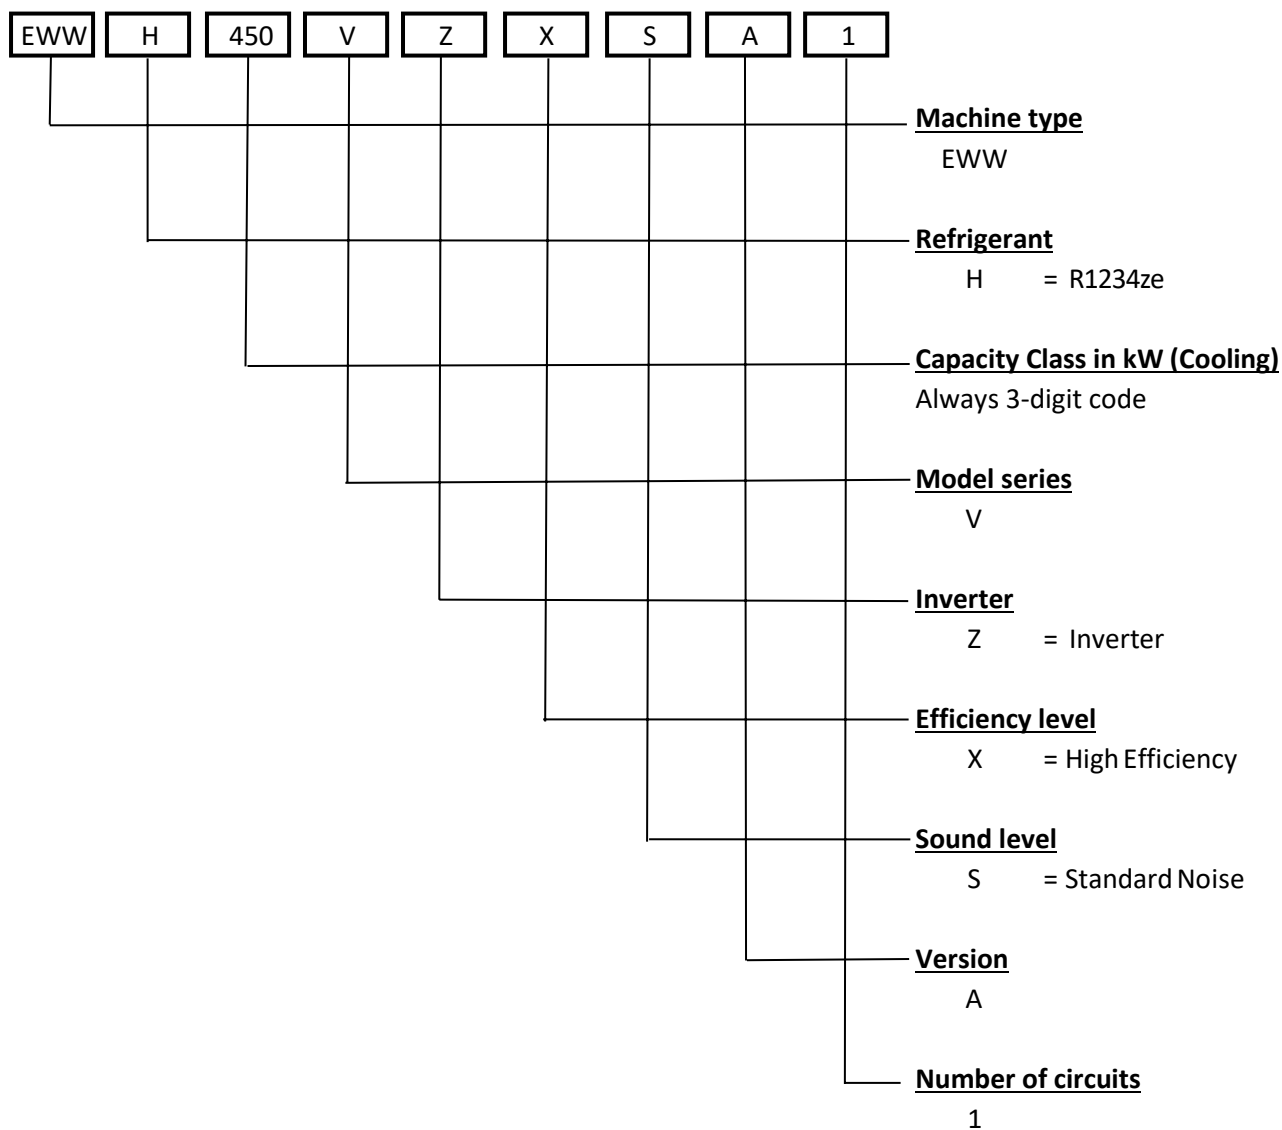 EWW H 450 V Z X S A 1
Machine type
EWW
Refrigerant
H = R1234ze
Capacity Class in kW (Cooling)
Always 3-digit code
Model series
V
Inverter
Z = Inverter
Efficiency level
X = High Efficiency
Sound level
S = Standard Noise
Version
A
Number of circuits
1